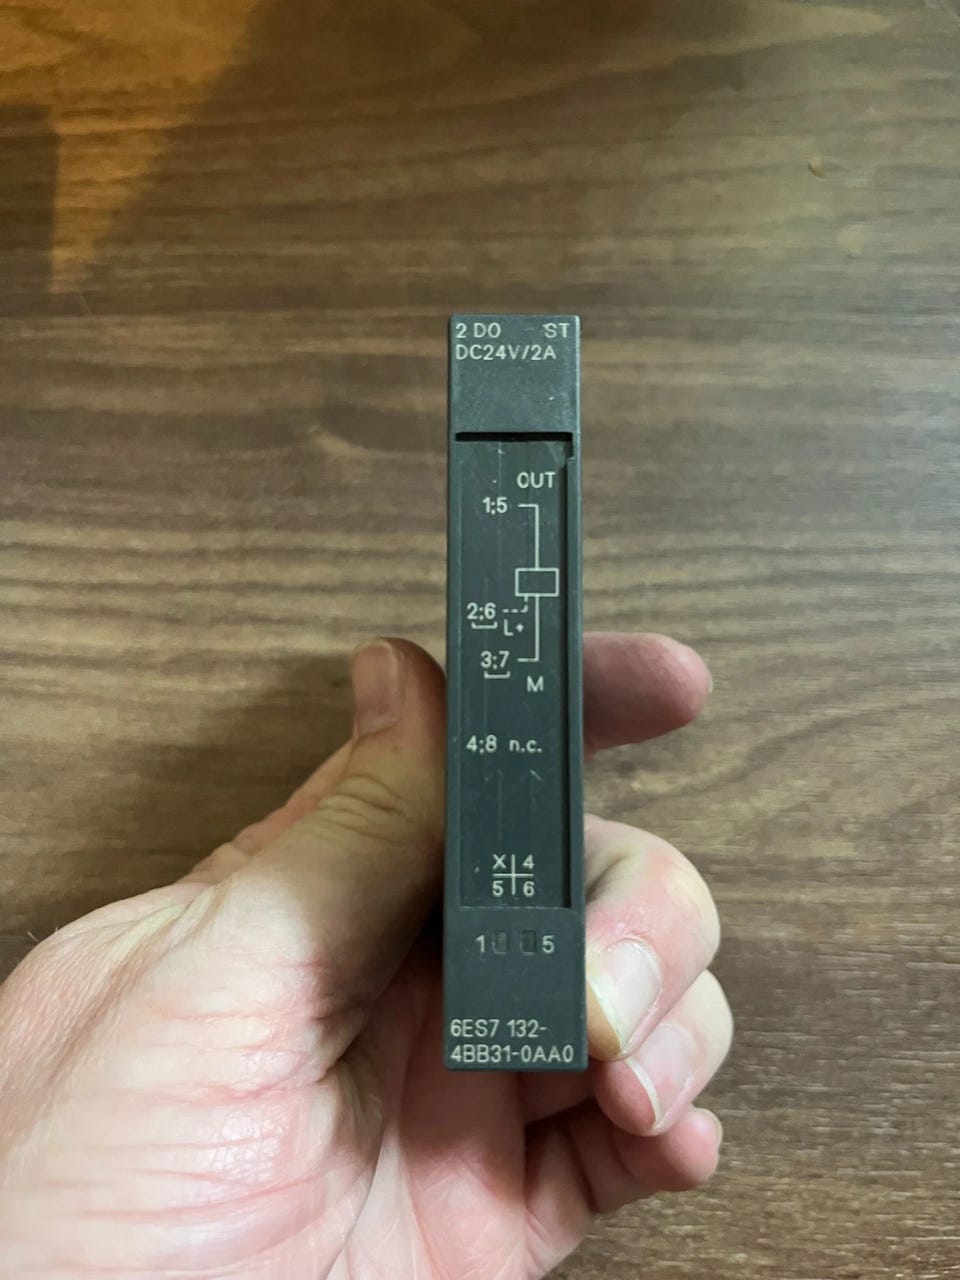 2 DO ST
DC24V/2A
OUT
1;5
2;6
L+
3;7
M
4;8 n.c.
X 4
5 6
1 5
6ES7 132-
4BB31-0AA0